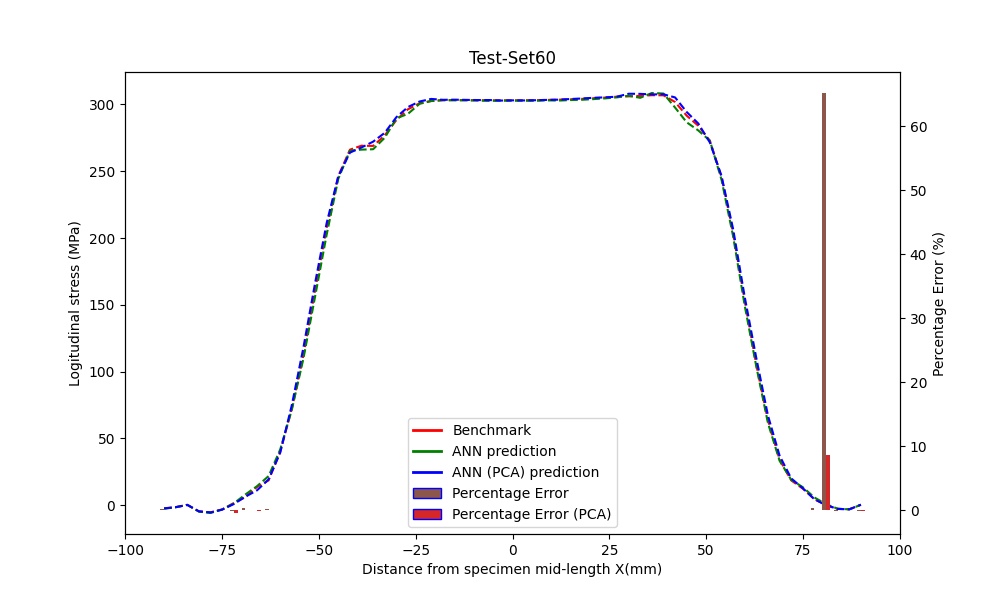 Test-Set60
300
250
200
150
100
50
0
Logitudinal stress (MPa)
60
50
40
30
20
10
0
Percentage Error (%)
Benchmark
ANN prediction
ANN (PCA) prediction
Percentage Error
Percentage Error (PCA)
−100 −75 −50 −25 0 25 50 75 100
Distance from specimen mid-length X(mm)